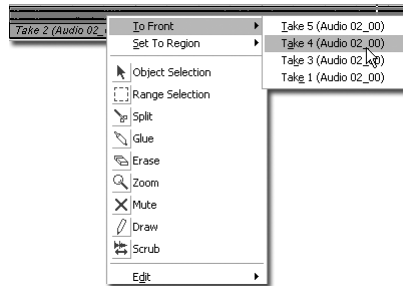 Take 2 (Audio 02_
To Front
Set To Region
Object Selection
Range Selection
Split
Glue
Erase
Zoom
Mute
Draw
Scrub
Edit
Take 5 (Audio 02_00)
Take 4 (Audio 02_00)
Take 3 (Audio 02_00)
Take 1 (Audio 02_00)